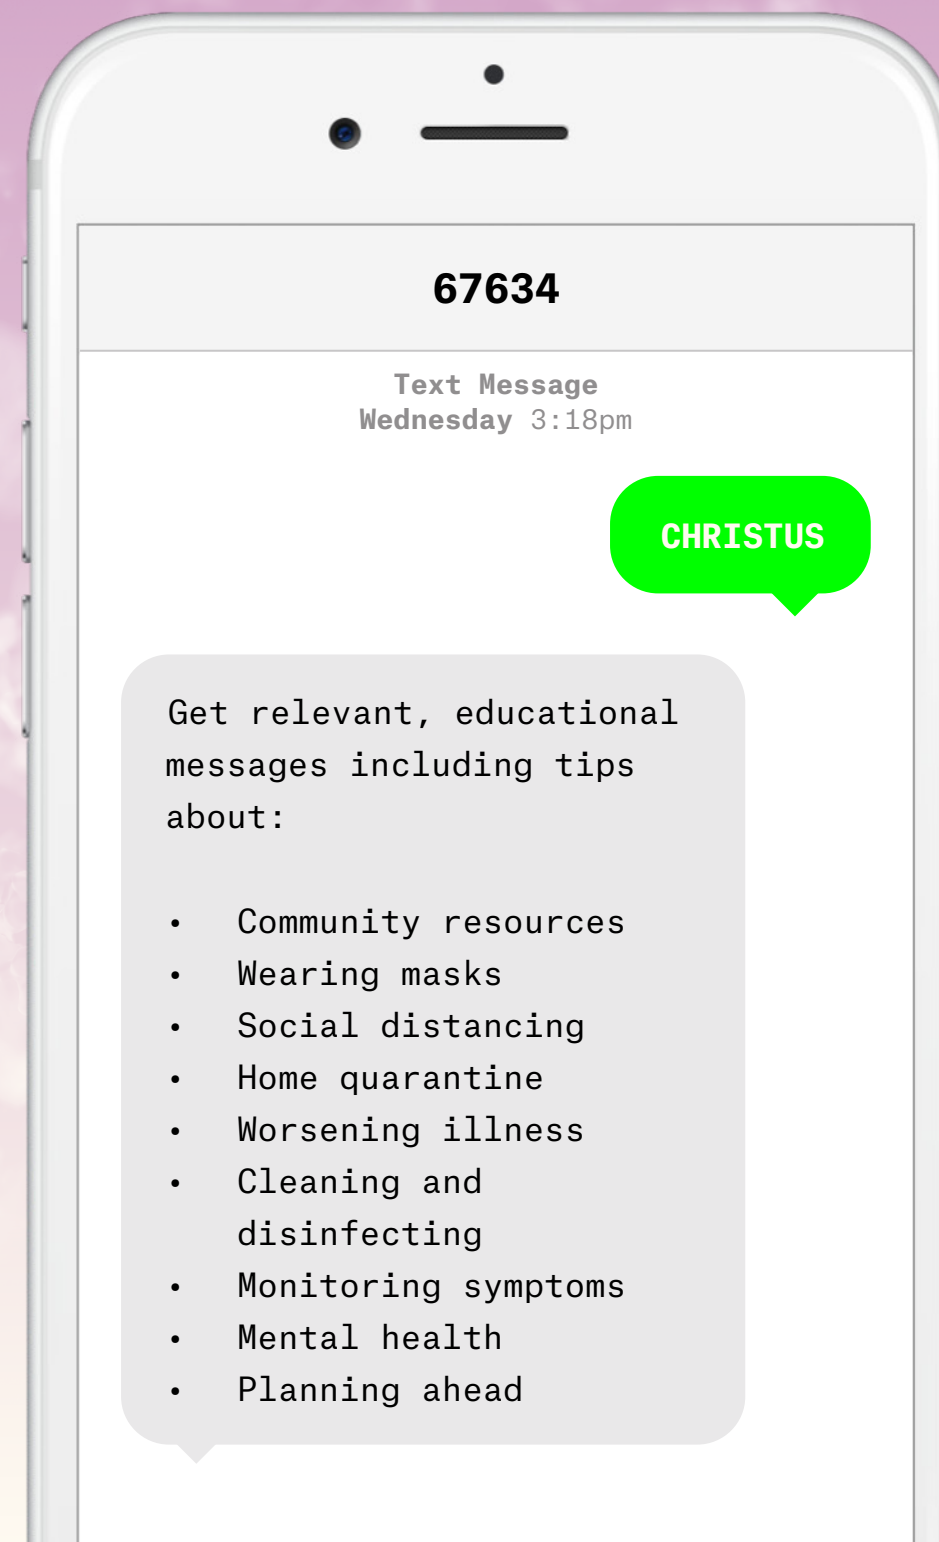 67634
Text Message
Wednesday 3:18pm
CHRISTUS
Get relevant, educational
messages including tips
about:
• Community resources
• Wearing masks
• Social distancing
• Home quarantine
• Worsening illness
• Cleaning and
disinfecting
• Monitoring symptoms
• Mental health
• Planning ahead